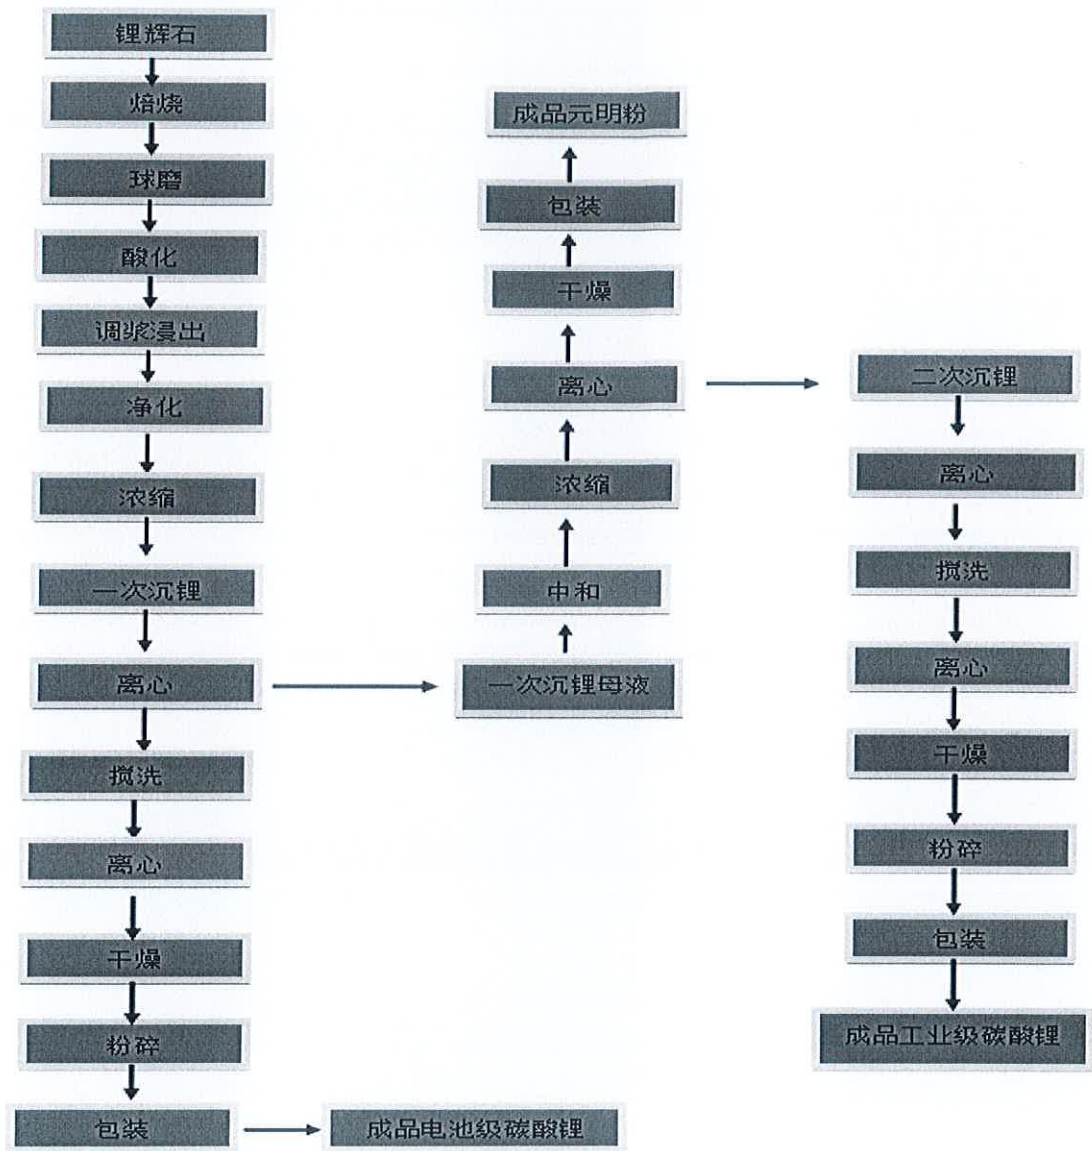 锂辉石
焙烧
球磨
酸化
调浆浸出
净化
浓缩
一次沉锂
离心
搅洗
离心
干燥
粉碎
包装
成品电池级碳酸锂
成品元明粉
包装
干燥
离心
浓缩
中和
一次沉锂母液
二次沉锂
离心
搅洗
离心
干燥
粉碎
包装
成品工业级碳酸锂